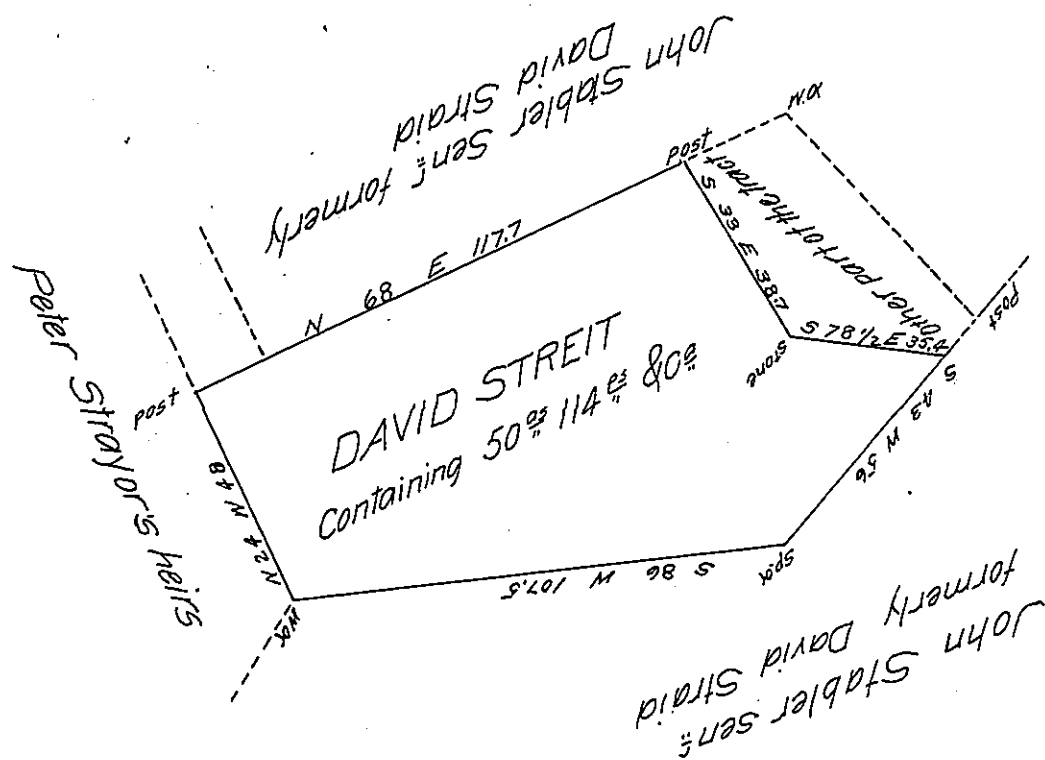 John Stabler Senr formerly
David Straid
Peter Strayor's heirs
post
N 68 E 117.7
post
W.o
S 33 E 38.7
other part of the tract
stone
S 78 1/2 E 35.4
Post
S 43 W 56
sp.o
S 86 W 107.5
N 24 W 48
DAVID STREIT
Containing 50as 114ps &0a
John Stabler senr
formerly David Straid